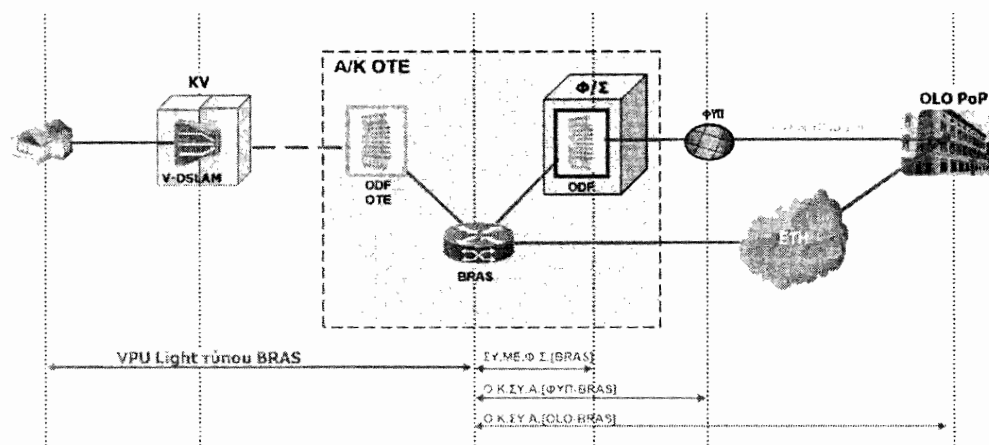 A/K OTE
KV
Φ/Σ
OLO PoP
ΦΥΠ
V-DSLAM
ODF
OTE
ODF
ETH
BRAS
VPU Light τύπου BRAS
ΣΥ.ΜΕ.Φ.Σ.[BRAS]
Ο.Κ.ΣΥ.Α.[ΦΥΠ-BRAS]
Ο.Κ.ΣΥ.Α.[OLO-BRAS]